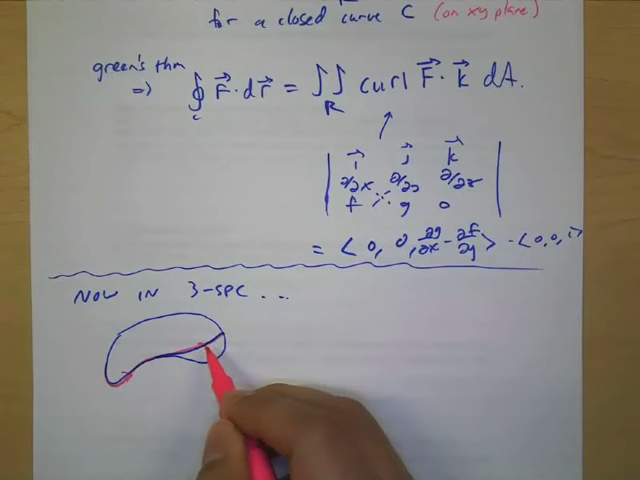 for a closed curve C (on xy plane)
green's thm
=> ∮c F⃗·dr⃗ = ∫∫R curl F⃗·k⃗ dA.
| i⃗ j⃗ k⃗ |
| ∂/∂x ∂/∂y ∂/∂z |
| f g 0 |
= < 0, 0, ∂g/∂x - ∂f/∂y > · <0,0,1>
NOW IN 3-SPC ...